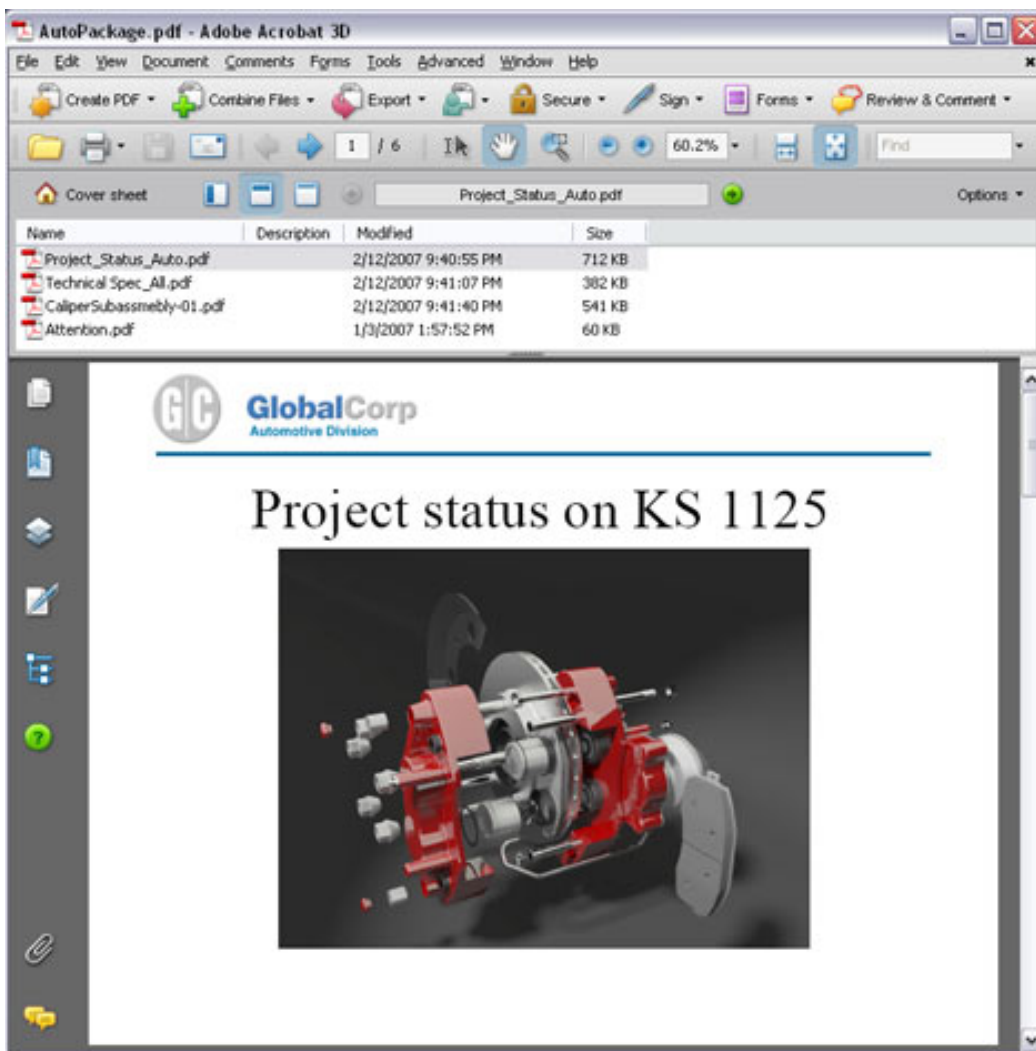 AutoPackage.pdf - Adobe Acrobat 3D
File Edit View Document Comments Forms Tools Advanced Window Help
Create PDF Combine Files Export Secure Sign Forms Review & Comment
1 / 6 60.2% Find
Cover sheet Project_Status_Auto.pdf Options
Name Description Modified Size
Project_Status_Auto.pdf 2/12/2007 9:40:55 PM 712 KB
Technical Spec_All.pdf 2/12/2007 9:41:07 PM 382 KB
CaliperSubassmebly-01.pdf 2/12/2007 9:41:40 PM 541 KB
Attention.pdf 1/3/2007 1:57:52 PM 60 KB
GC GlobalCorp
Automotive Division
Project status on KS 1125